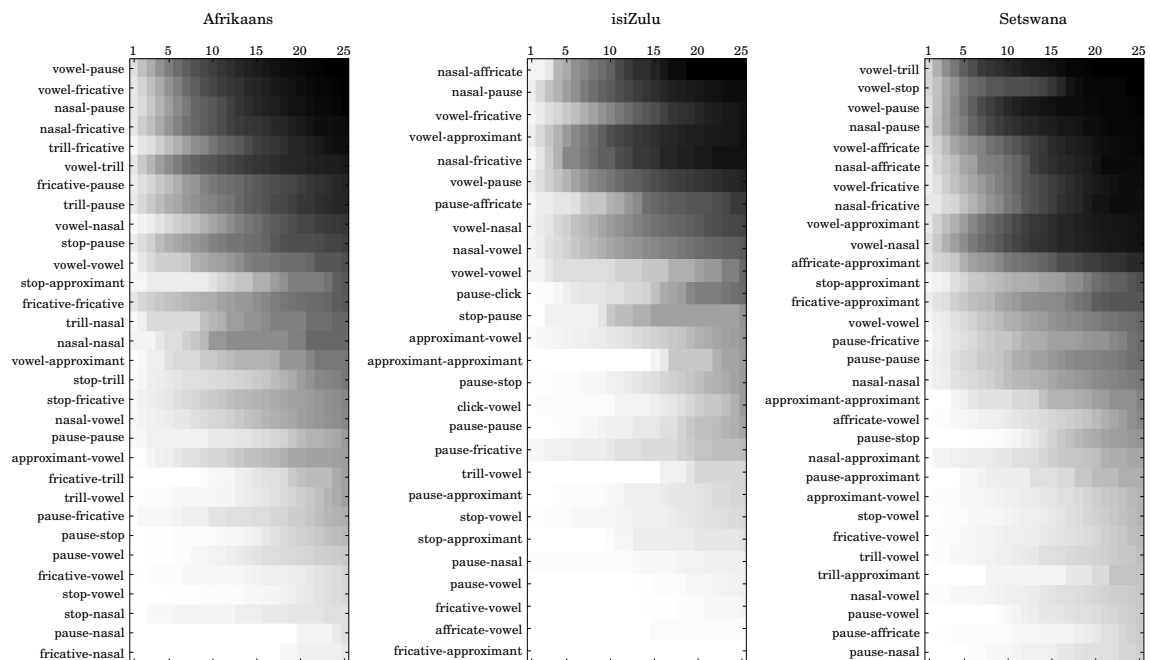 Afrikaans
1 5 10 15 20 25
vowel-pause
vowel-fricative
nasal-pause
nasal-fricative
trill-fricative
vowel-trill
fricative-pause
trill-pause
vowel-nasal
stop-pause
vowel-vowel
stop-approximant
fricative-fricative
trill-nasal
nasal-nasal
vowel-approximant
stop-trill
stop-fricative
nasal-vowel
pause-pause
approximant-vowel
fricative-trill
trill-vowel
pause-fricative
pause-stop
pause-vowel
fricative-vowel
stop-vowel
stop-nasal
pause-nasal
fricative-nasal
isiZulu
1 5 10 15 20 25
nasal-affricate
nasal-pause
vowel-fricative
vowel-approximant
nasal-fricative
vowel-pause
pause-affricate
vowel-nasal
nasal-vowel
vowel-vowel
pause-click
stop-pause
approximant-vowel
approximant-approximant
pause-stop
click-vowel
pause-pause
pause-fricative
trill-vowel
pause-approximant
stop-vowel
stop-approximant
pause-nasal
pause-vowel
fricative-vowel
affricate-vowel
fricative-approximant
Setswana
1 5 10 15 20 25
vowel-trill
vowel-stop
vowel-pause
nasal-pause
vowel-affricate
nasal-affricate
vowel-fricative
nasal-fricative
vowel-approximant
vowel-nasal
affricate-approximant
stop-approximant
fricative-approximant
vowel-vowel
pause-fricative
pause-pause
nasal-nasal
approximant-approximant
affricate-vowel
pause-stop
nasal-approximant
pause-approximant
approximant-vowel
stop-vowel
fricative-vowel
trill-vowel
trill-approximant
nasal-vowel
pause-vowel
pause-affricate
pause-nasal